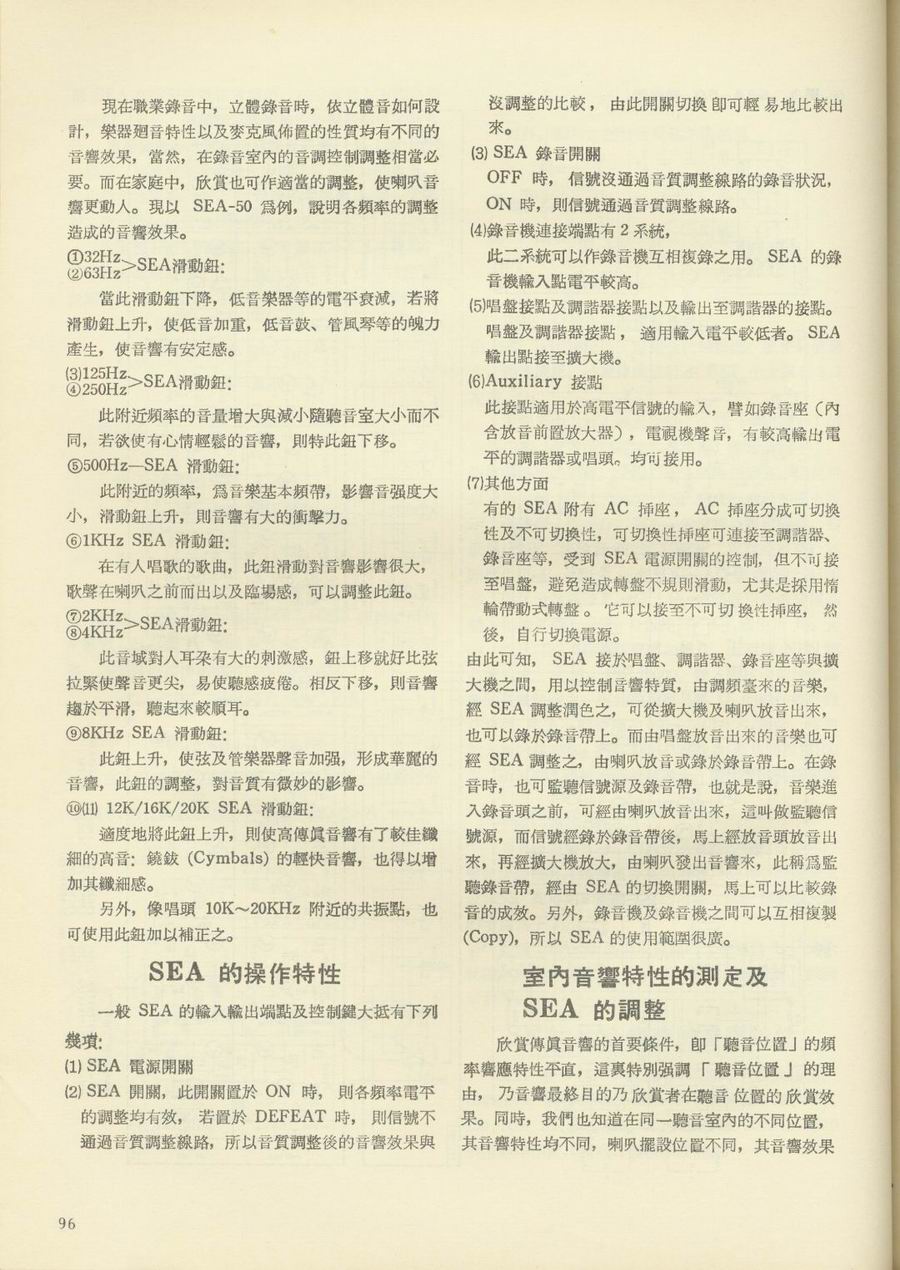 現在職業錄音中，立體錄音時，依立體音如何設
計，樂器廻音特性以及麥克風佈置的性質均有不同的
音響效果，當然，在錄音室內的音調控制調整相當必
要。而在家庭中，欣賞也可作適當的調整，使喇叭音
響更動人。現以 SEA-50 爲例，說明各頻率的調整
造成的音響效果。
①32Hz
②63Hz>SEA滑動鈕：
當此滑動鈕下降，低音樂器等的電平衰減，若將
滑動鈕上升，使低音加重，低音鼓、管風琴等的魄力
產生，使音響有安定感。
(3)125Hz
④250Hz>SEA滑動鈕：
此附近頻率的音量增大與減小隨聽音室大小而不
同，若欲使有心情輕鬆的音響，則特此鈕下移。
⑤500Hz—SEA 滑動鈕：
此附近的頻率，爲音樂基本頻帶，影響音强度大
小，滑動鈕上升，則音響有大的衝擊力。
⑥1KHz SEA 滑動鈕：
在有人唱歌的歌曲，此鈕滑動對音響影響很大，
歌聲在喇叭之前而出以及臨場感，可以調整此鈕。
⑦2KHz
⑧4KHz>SEA滑動鈕：
此音域對人耳朶有大的刺激感，鈕上移就好比弦
拉緊使聲音更尖，易使聽感疲倦。相反下移，則音響
趨於平滑，聽起來較順耳。
⑨8KHz SEA 滑動鈕：
此鈕上升，使弦及管樂器聲音加强，形成華麗的
音響，此鈕的調整，對音質有微妙的影響。
⑩⑾ 12K/16K/20K SEA 滑動鈕：
適度地將此鈕上升，則使高傳眞音響有了較佳纖
細的高音：鐃鈸 (Cymbals) 的輕快音響，也得以增
加其纖細感。
另外，像唱頭 10K～20KHz 附近的共振點，也
可使用此鈕加以補正之。
SEA 的操作特性
一般 SEA 的輸入輸出端點及控制鍵大抵有下列
幾項：
(1) SEA 電源開關
(2) SEA 開關，此開關置於 ON 時， 則各頻率電平
的調整均有效， 若置於 DEFEAT 時， 則信號不
通過音質調整線路，所以音質調整後的音響效果與
沒調整的比較， 由此開關切換卽可輕易地比較出
來。
(3) SEA 錄音開關
OFF 時， 信號沒通過音質調整線路的錄音狀況，
ON 時，則信號通過音質調整線路。
(4)錄音機連接端點有 2 系統，
此二系統可以作錄音機互相複錄之用。 SEA 的錄
音機輸入點電平較高。
(5)唱盤接點及調諧器接點以及輸出至調諧器的接點。
唱盤及調諧器接點， 適用輸入電平較低者。 SEA
輸出點接至擴大機。
(6)Auxiliary 接點
此接點適用於高電平信號的輸入，譬如錄音座（內
含放音前置放大器），電視機聲音，有較高輸出電
平的調諧器或唱頭。均可接用。
(7)其他方面
有的 SEA 附有 AC 揷座， AC 揷座分成可切換
性及不可切換性，可切換性揷座可連接至調諧器、
錄音座等，受到 SEA 電源開關的控制，但不可接
至唱盤，避免造成轉盤不規則滑動，尤其是採用惰
輪帶動式轉盤。 它可以接至不可切換性揷座， 然
後，自行切換電源。
由此可知， SEA 接於唱盤、調諧器、錄音座等與擴
大機之間，用以控制音響特質，由調頻臺來的音樂，
經 SEA 調整潤色之，可從擴大機及喇叭放音出來，
也可以錄於錄音帶上。而由唱盤放音出來的音樂也可
經 SEA 調整之，由喇叭放音或錄於錄音帶上。在錄
音時，也可監聽信號源及錄音帶，也就是說，音樂進
入錄音頭之前，可經由喇叭放音出來，這叫做監聽信
號源，而信號經錄於錄音帶後，馬上經放音頭放音出
來，再經擴大機放大，由喇叭發出音響來，此稱爲監
聽錄音帶，經由 SEA 的切換開關，馬上可以比較錄
音的成效。另外，錄音機及錄音機之間可以互相複製
(Copy)，所以 SEA 的使用範圍很廣。
室內音響特性的測定及
SEA 的調整
欣賞傳眞音響的首要條件，卽「聽音位置」的頻
率響應特性平直，這裏特別强調「聽音位置」的理
由， 乃音響最終目的乃欣賞者在聽音位置的欣賞效
果。同時，我們也知道在同一聽音室內的不同位置，
其音響特性均不同，喇叭擺設位置不同，其音響效果
96